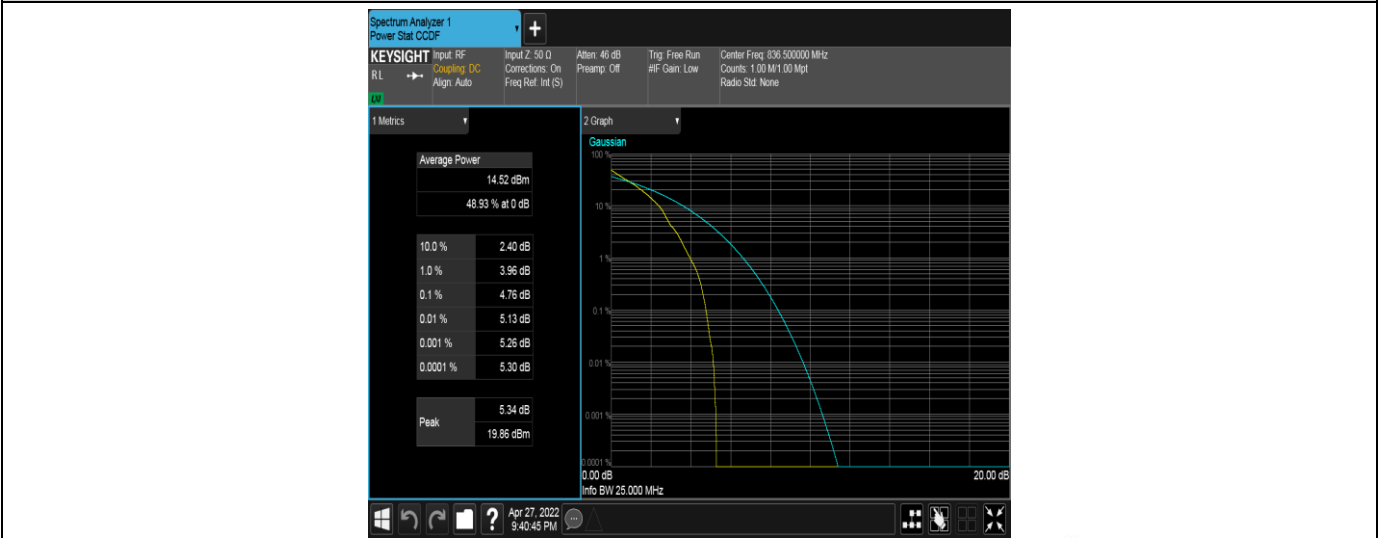 Spectrum Analyzer 1
Power Stat CCDF
+
KEYSIGHT
RL
Input: RF
Coupling: DC
Align: Auto
Input Z: 50 Ω
Corrections: On
Freq Ref: Int (S)
Atten: 46 dB
Preamp: Off
Trig: Free Run
#IF Gain: Low
Center Freq: 836.500000 MHz
Counts: 1.00 M/1.00 Mpt
Radio Std: None
1 Metrics
Average Power
14.52 dBm
48.93 % at 0 dB
10.0 % 2.40 dB
1.0 % 3.96 dB
0.1 % 4.76 dB
0.01 % 5.13 dB
0.001 % 5.26 dB
0.0001 % 5.30 dB
Peak
5.34 dB
19.86 dBm
2 Graph
Gaussian
100 %
10 %
1 %
0.1 %
0.01 %
0.001 %
0.0001 %
0.00 dB 20.00 dB
Info BW 25.000 MHz
?
Apr 27, 2022
9:40:45 PM